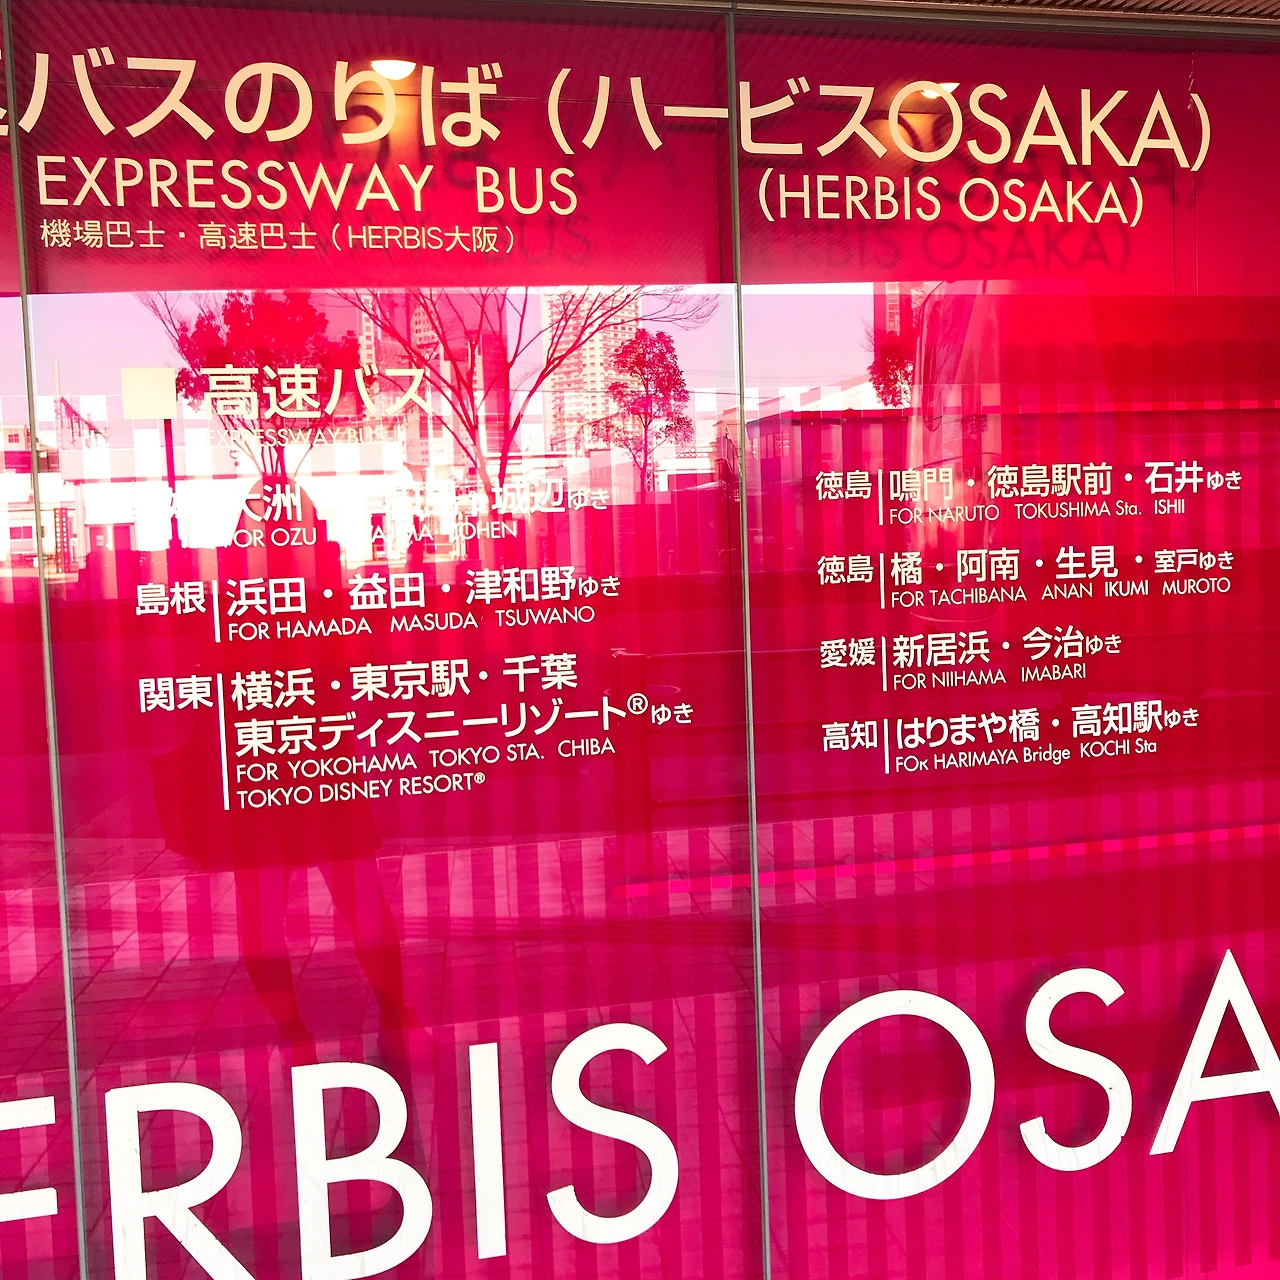 バスのりば（ハービスOSAKA）
EXPRESSWAY BUS (HERBIS OSAKA)
機場巴士・高速巴士（HERBIS大阪）
高速バス
EXPRESSWAY BUS
大洲 城辺ゆき
FOR OZU
島根 浜田・益田・津和野ゆき
FOR HAMADA MASUDA TSUWANO
関東 横浜・東京駅・千葉
東京ディズニーリゾート®ゆき
FOR YOKOHAMA TOKYO STA. CHIBA
TOKYO DISNEY RESORT®
徳島 鳴門・徳島駅前・石井ゆき
FOR NARUTO TOKUSHIMA Sta. ISHII
徳島 橘・阿南・生見・室戸ゆき
FOR TACHIBANA ANAN IKUMI MUROTO
愛媛 新居浜・今治ゆき
FOR NIIHAMA IMABARI
高知 はりまや橋・高知駅ゆき
FOR HARIMAYA Bridge KOCHI Sta
ERBIS OSA